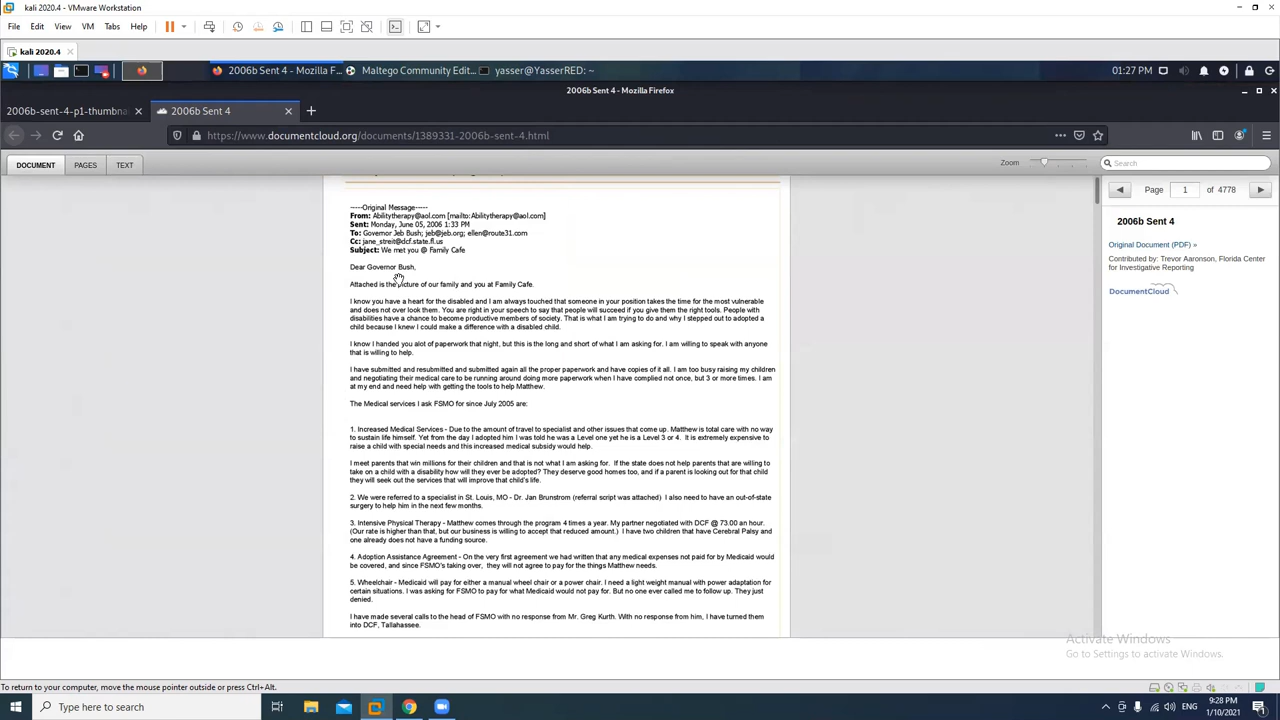 kali 2020.4 - VMware Workstation
File Edit View VM Tabs Help
kali 2020.4
2006b Sent 4 - Mozilla F... Maltego Community Edit... yasser@YasserRED: ~ 01:27 PM
2006b Sent 4 - Mozilla Firefox
2006b-sent-4-p1-thumbna 2006b Sent 4
https://www.documentcloud.org/documents/1389331-2006b-sent-4.html
DOCUMENT PAGES TEXT Zoom Search
Page 1 of 4778
2006b Sent 4
Original Document (PDF) »
Contributed by: Trevor Aaronson, Florida Center
for Investigative Reporting
DocumentCloud
-----Original Message-----
From: Abilitytherapy@aol.com [mailto:Abilitytherapy@aol.com]
Sent: Monday, June 05, 2006 1:33 PM
To: Governor Jeb Bush; jeb@jeb.org; ellen@route31.com
Cc: jane_streit@dcf.state.fl.us
Subject: We met you @ Family Cafe
Dear Governor Bush,
Attached is the picture of our family and you at Family Cafe.
I know you have a heart for the disabled and I am always touched that someone in your position takes the time for the most vulnerable
and does not over look them. You are right in your speech to say that people will succeed if you give them the right tools. People with
disabilities have a chance to become productive members of society. That is what I am trying to do and why I stepped out to adopted a
child because I knew I could make a difference with a disabled child.
I know I handed you alot of paperwork that night, but this is the long and short of what I am asking for. I am willing to speak with anyone
that is willing to help.
I have submitted and resubmitted and submitted again all the proper paperwork and have copies of it all. I am too busy raising my children
and negotiating their medical care to be running around doing more paperwork when I have complied not once, but 3 or more times. I am
at my end and need help with getting the tools to help Matthew.
The Medical services I ask FSMO for since July 2005 are:
1. Increased Medical Services - Due to the amount of travel to specialist and other issues that come up. Matthew is total care with no way
to sustain life himself. Yet from the day I adopted him I was told he was a Level one yet he is a Level 3 or 4. It is extremely expensive to
raise a child with special needs and this increased medical subsidy would help.
I meet parents that win millions for their children and that is not what I am asking for. If the state does not help parents that are willing to
take on a child with a disability how will they ever be adopted? They deserve good homes too, and if a parent is looking out for that child
they will seek out the services that will improve that child's life.
2. We were referred to a specialist in St. Louis, MO - Dr. Jan Brunstrom (referral script was attached) I also need to have an out-of-state
surgery to help him in the next few months.
3. Intensive Physical Therapy - Matthew comes through the program 4 times a year. My partner negotiated with DCF @ 73.00 an hour.
(Our rate is higher than that, but our business is willing to accept that reduced amount.) I have two children that have Cerebral Palsy and
one already does not have a funding source.
4. Adoption Assistance Agreement - On the very first agreement we had written that any medical expenses not paid for by Medicaid would
be covered, and since FSMO's taking over, they will not agree to pay for the things Matthew needs.
5. Wheelchair - Medicaid will pay for either a manual wheel chair or a power chair. I need a light weight manual with power adaptation for
certain situations. I was asking for FSMO to pay for what Medicaid would not pay for. But no one ever called me to follow up. They just
denied.
I have made several calls to the head of FSMO with no response from Mr. Greg Kurth. With no response from him, I have turned them
into DCF, Tallahassee.
Activate Windows
Go to Settings to activate Windows.
To return to your computer, move the mouse pointer outside or press Ctrl+Alt.
Type here to search
9:28 PM
1/10/2021